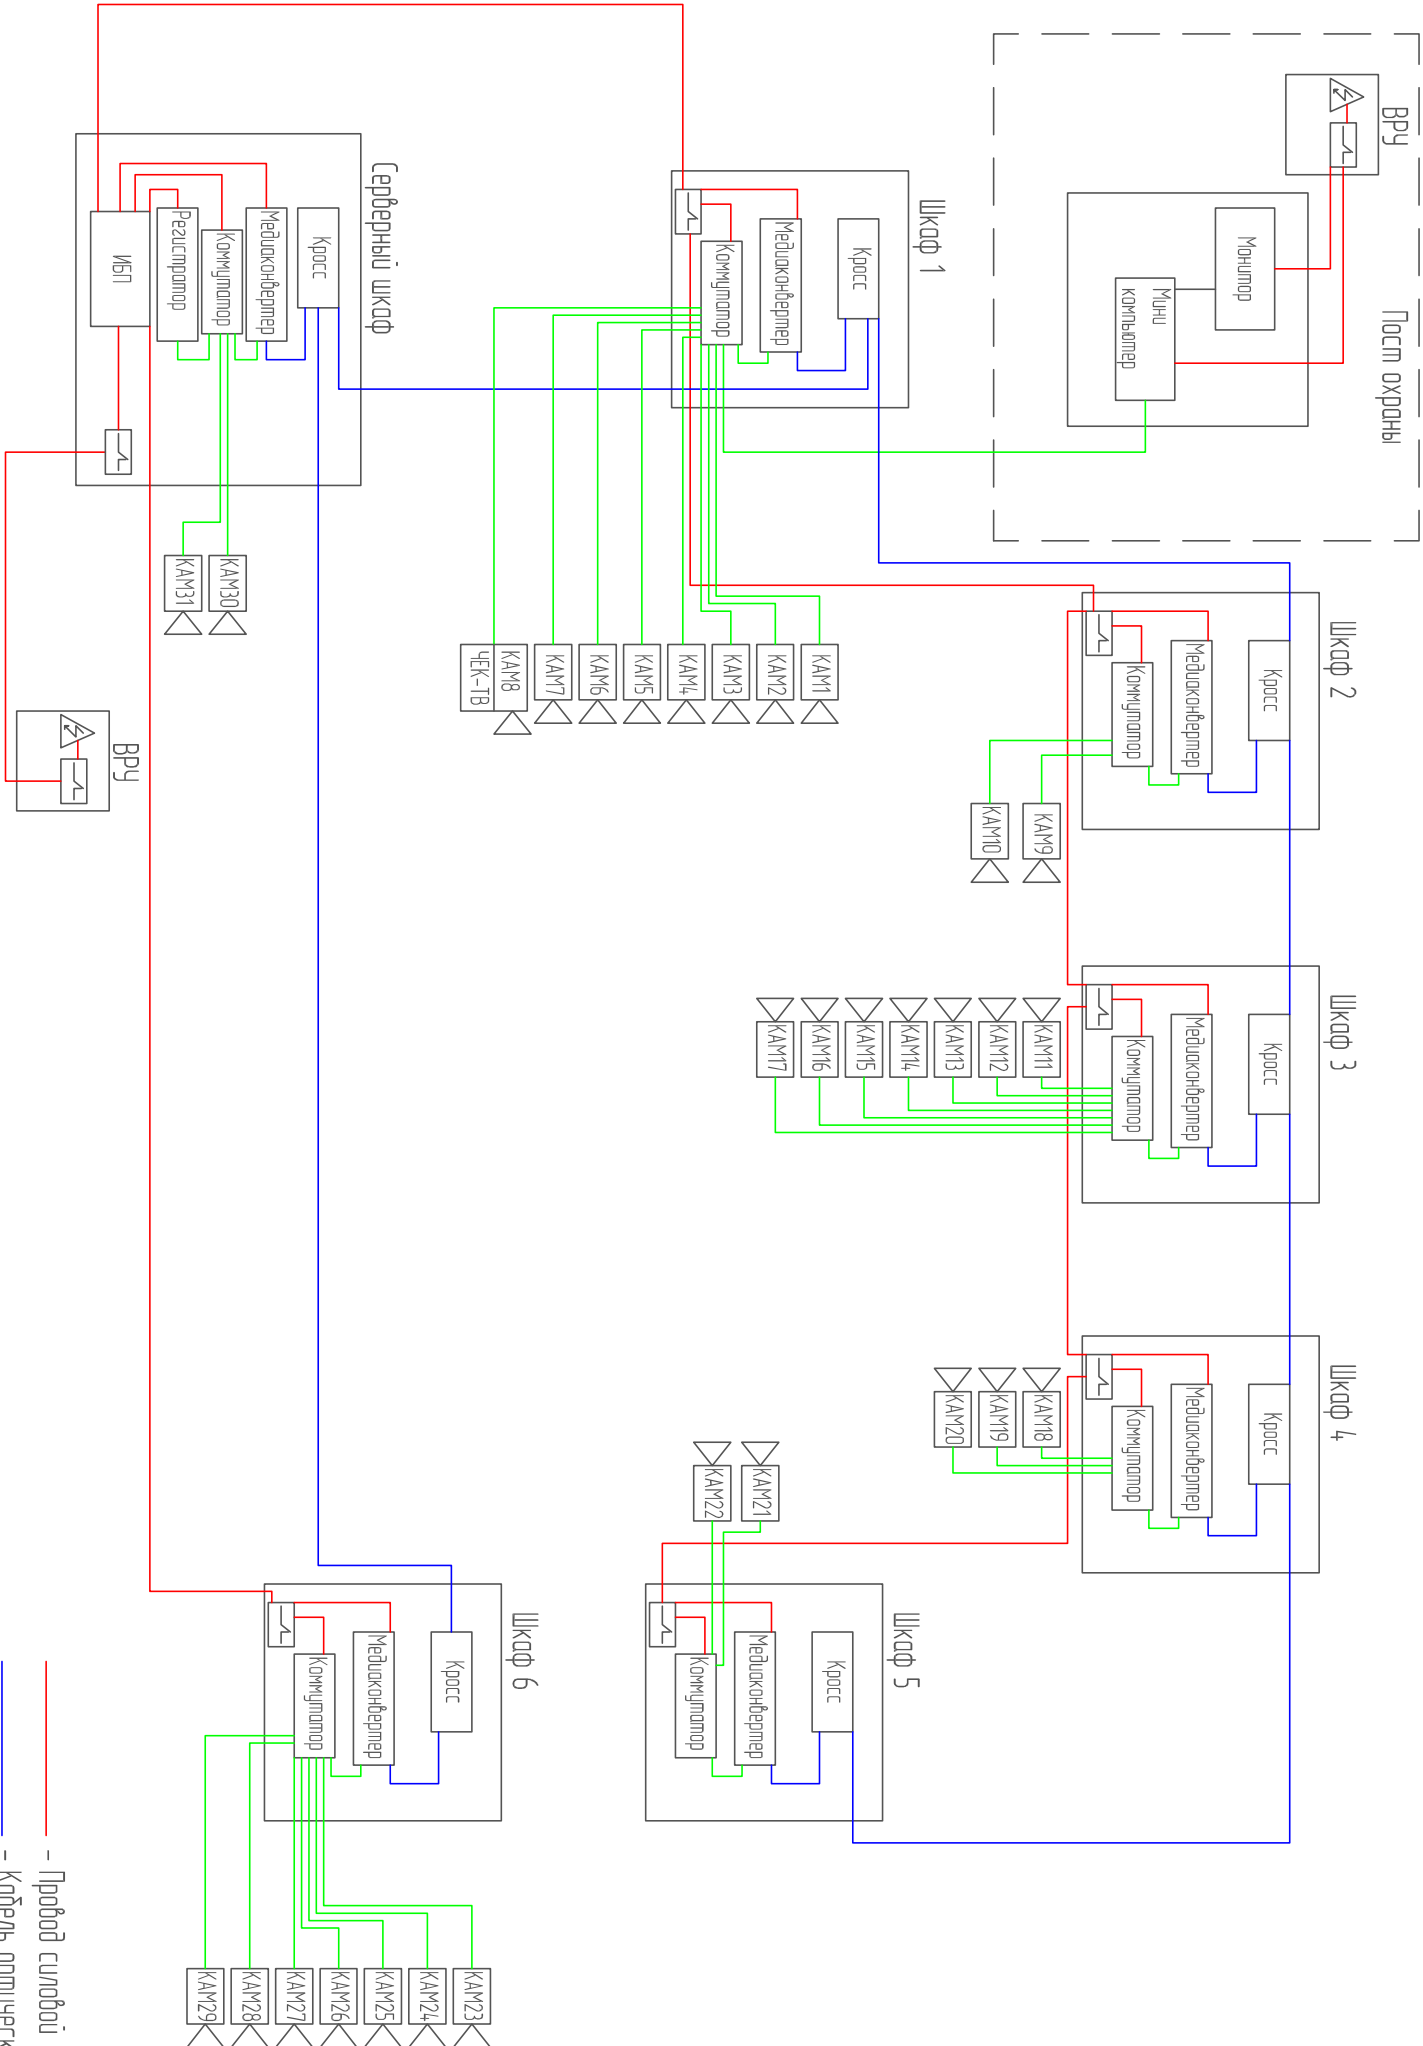 Пост охраны
ВРУ
Монитор
Мини
компьютер
Шкаф 1
Кросс
Медиаконвертер
Коммутатор
Шкаф 2
Кросс
Медиаконвертер
Коммутатор
Шкаф 3
Кросс
Медиаконвертер
Коммутатор
Шкаф 4
Кросс
Медиаконвертер
Коммутатор
КАМ1
КАМ2
КАМ3
КАМ4
КАМ5
КАМ6
КАМ7
КАМ8
ЧЕК-ТВ
КАМ9
КАМ10
КАМ11
КАМ12
КАМ13
КАМ14
КАМ15
КАМ16
КАМ17
КАМ18
КАМ19
КАМ20
КАМ21
КАМ22
Шкаф 5
Кросс
Медиаконвертер
Коммутатор
Серверный шкаф
Кросс
Медиаконвертер
Коммутатор
Регистратор
ИБП
КАМ30
КАМ31
ВРУ
Шкаф 6
Кросс
Медиаконвертер
Коммутатор
КАМ23
КАМ24
КАМ25
КАМ26
КАМ27
КАМ28
КАМ29
- Провод силовой
- Кабель